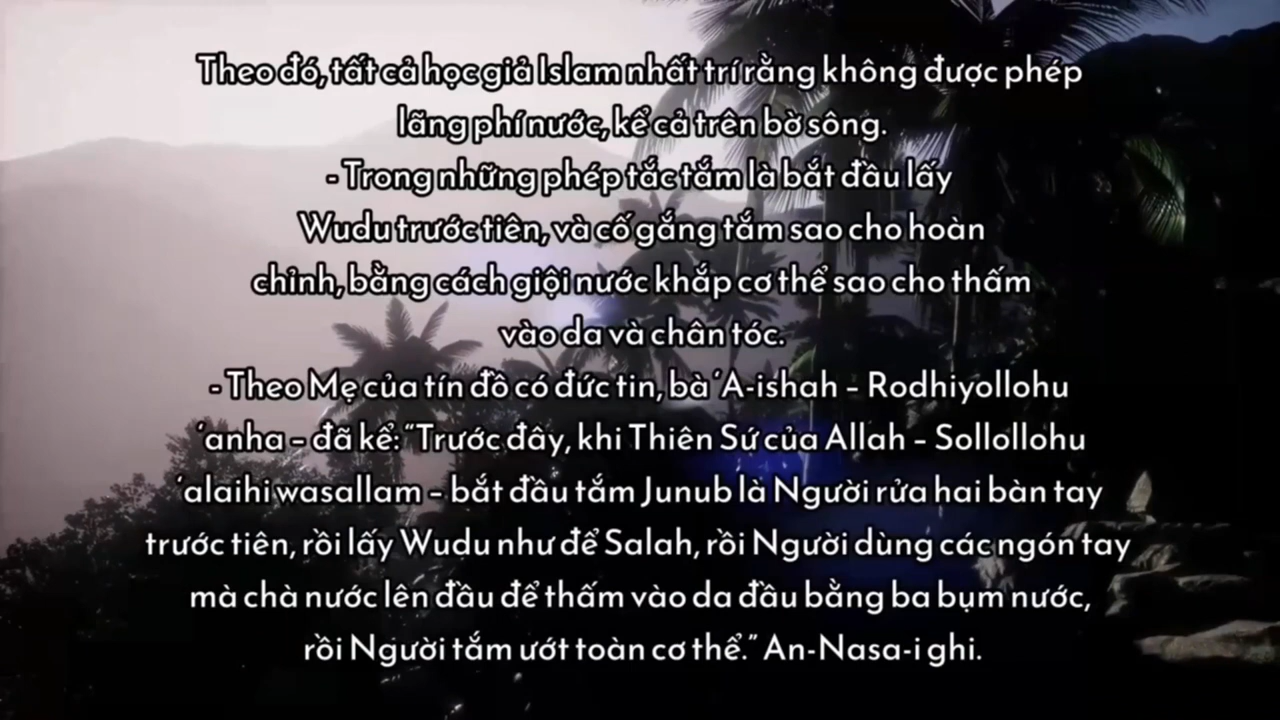 Theo đó, tất cả học giả Islam nhất trí rằng không được phép
lãng phí nước, kể cả trên bờ sông.
- Trong những phép tắc tắm là bắt đầu lấy
Wudu trước tiên, và cố gắng tắm sao cho hoàn
chỉnh, bằng cách giội nước khắp cơ thể sao cho thấm
vào da và chân tóc.
- Theo Mẹ của tín đồ có đức tin, bà ‘A-ishah – Rodhiyollohu
‘anha – đã kể: “Trước đây, khi Thiên Sứ của Allah – Sollollohu
‘alaihi wasallam – bắt đầu tắm Junub là Người rửa hai bàn tay
trước tiên, rồi lấy Wuḍu như để Salah, rồi Người dùng các ngón tay
mà chà nước lên đầu để thấm vào da đầu bằng ba bụm nước,
rồi Người tắm ướt toàn cơ thể.” An-Nasa-i ghi.